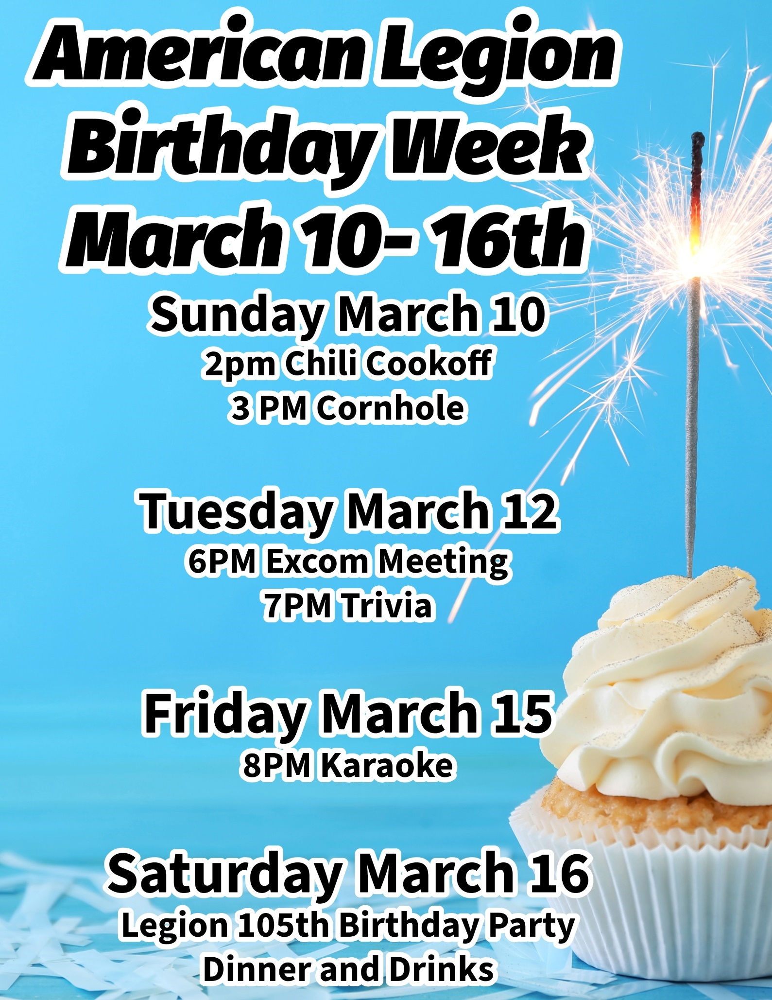 American Legion
Birthday Week
March 10- 16th
Sunday March 10
2pm Chili Cookoff
3 PM Cornhole
Tuesday March 12
6PM Excom Meeting
7PM Trivia
Friday March 15
8PM Karaoke
Saturday March 16
Legion 105th Birthday Party
Dinner and Drinks